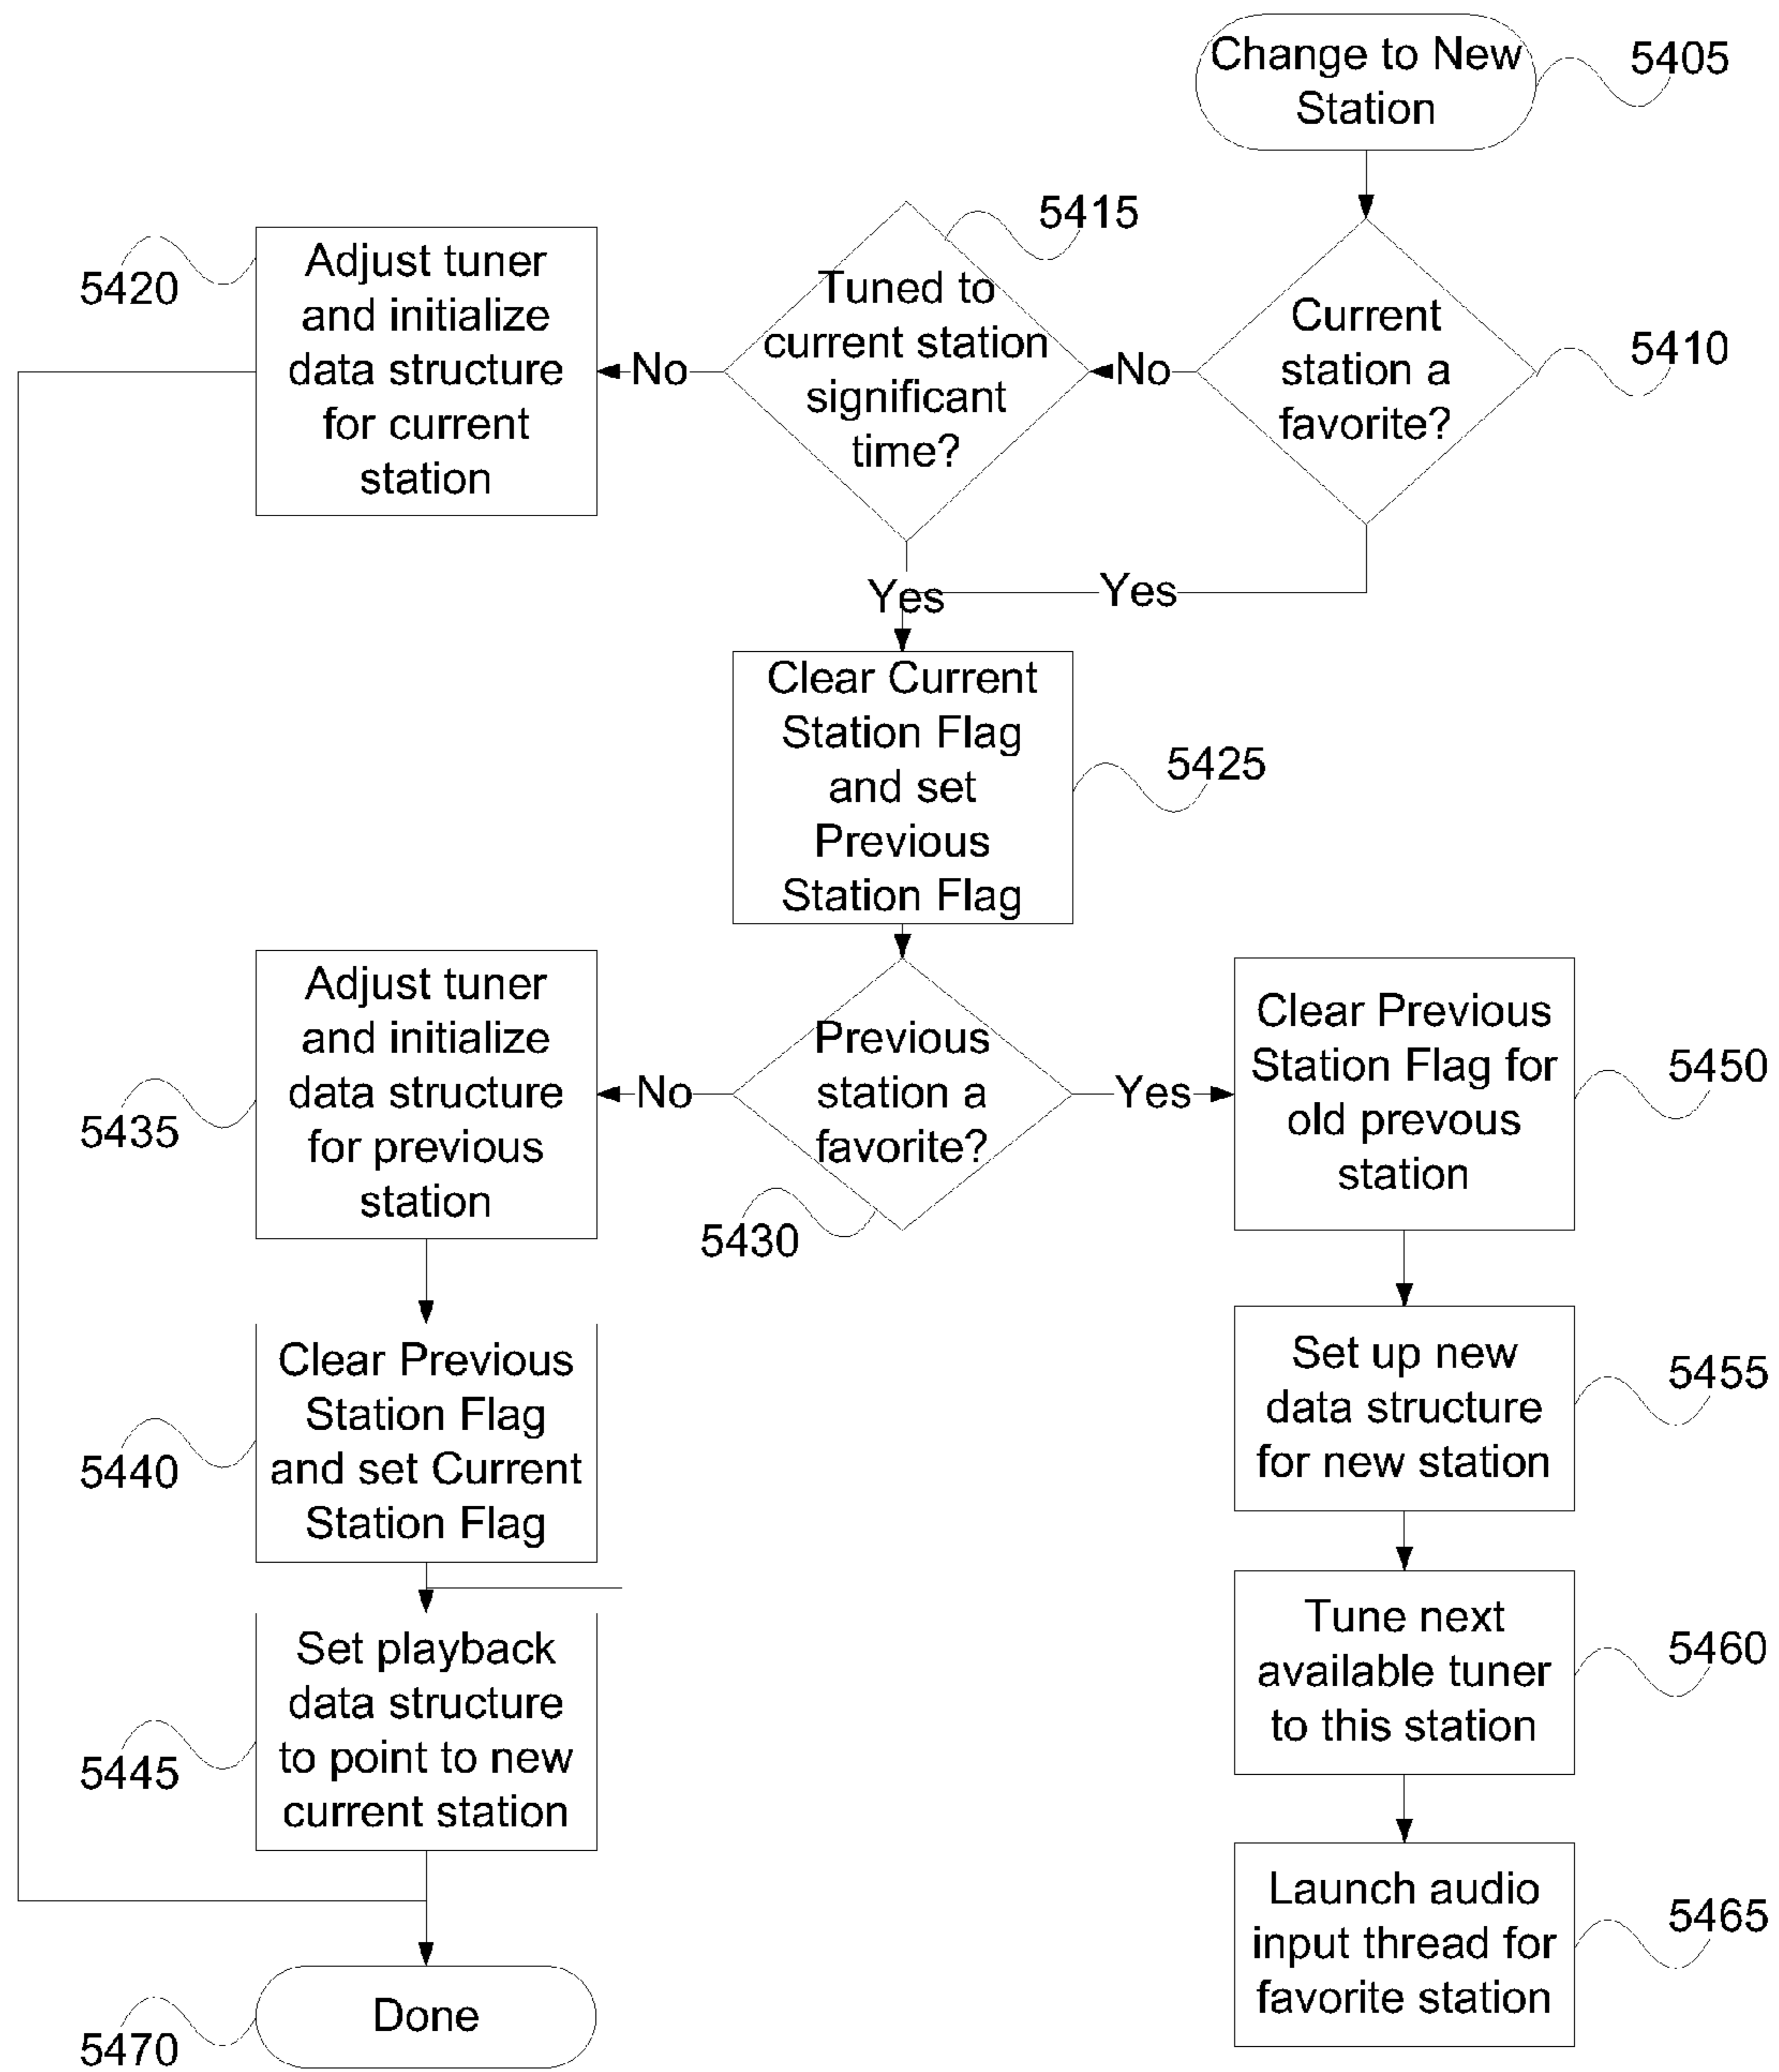 Change to New
Station
5405
5415
5420
Adjust tuner
and initialize
data structure
for current
station
No
Tuned to
current station
significant
time?
No
Current
station a
favorite?
5410
Yes
Yes
Clear Current
Station Flag
and set
Previous
Station Flag
5425
Adjust tuner
and initialize
data structure
for previous
station
5435
No
Previous
station a
favorite?
5430
Yes
Clear Previous
Station Flag for
old prevous
station
5450
Clear Previous
Station Flag
and set Current
Station Flag
5440
Set up new
data structure
for new station
5455
Set playback
data structure
to point to new
current station
5445
Tune next
available tuner
to this station
5460
Launch audio
input thread for
favorite station
5465
Done
5470